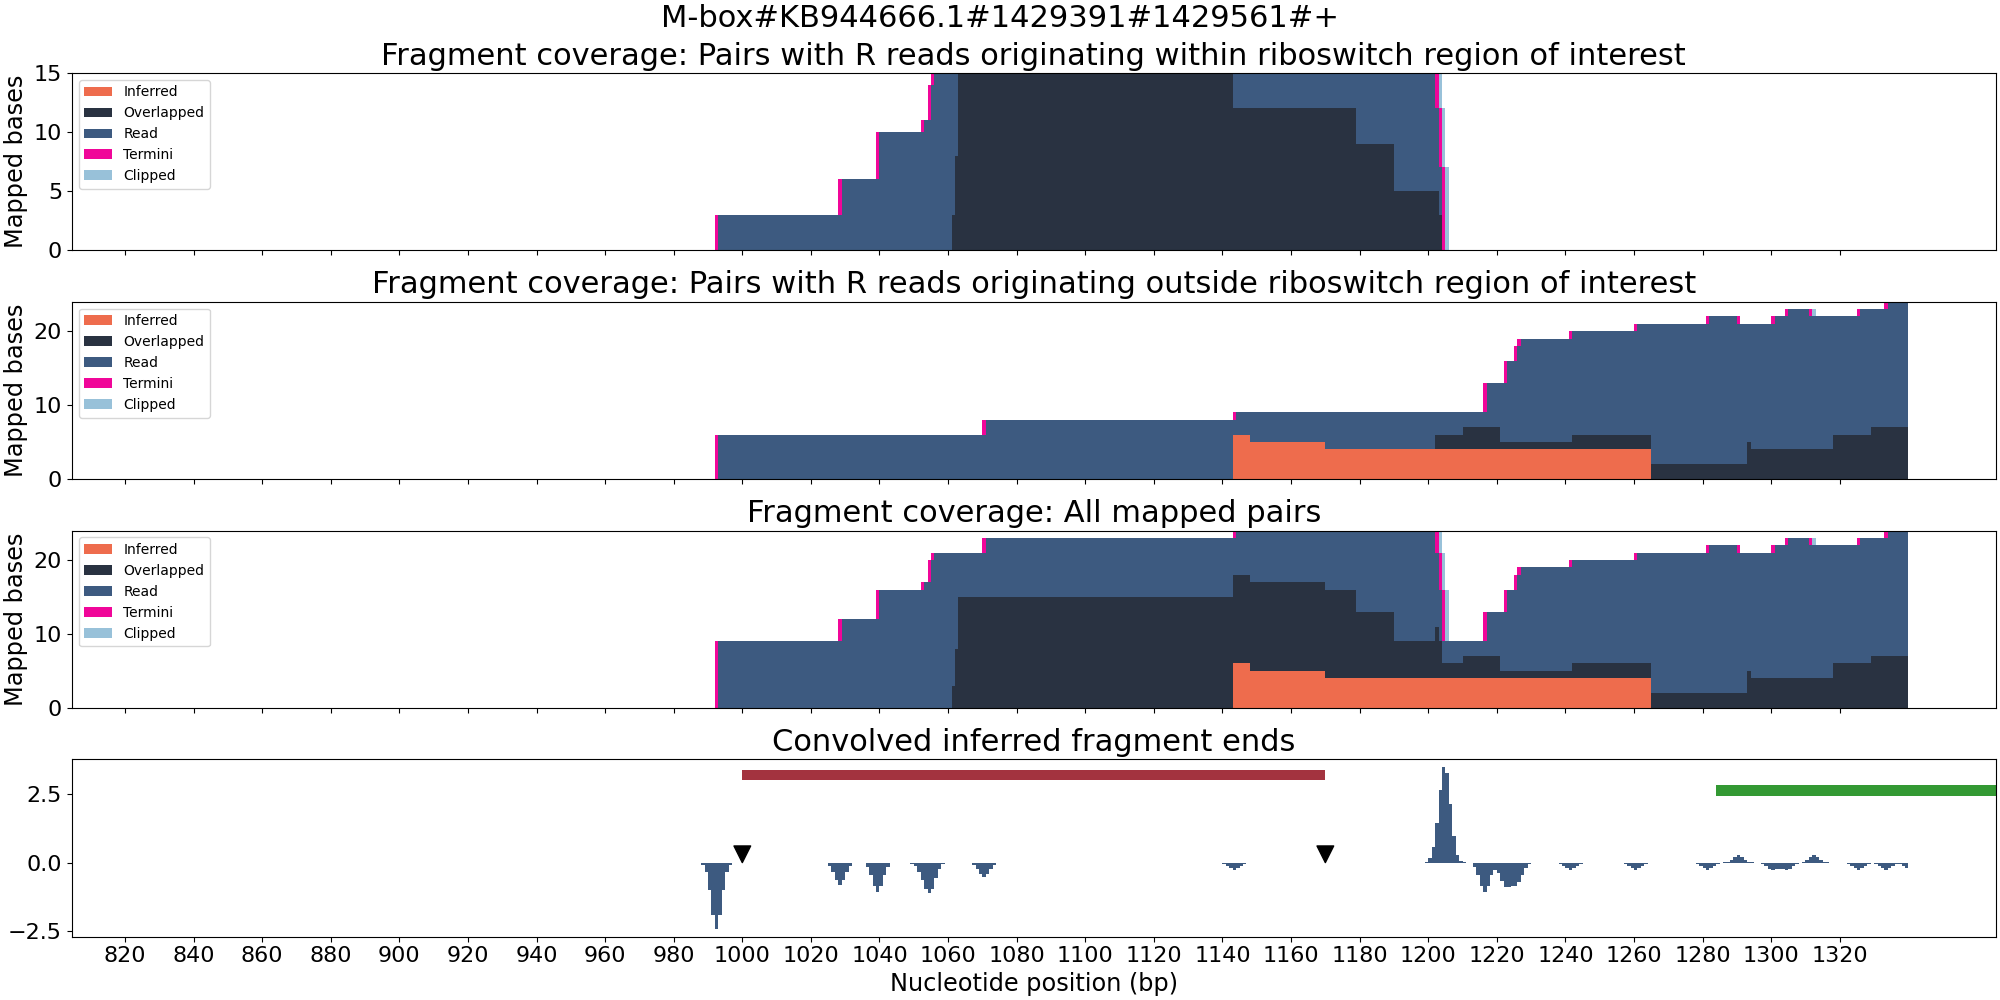 M-box#KB944666.1#1429391#1429561#+
Fragment coverage: Pairs with R reads originating within riboswitch region of interest
Mapped bases
15
10
5
0
Inferred
Overlapped
Read
Termini
Clipped
Fragment coverage: Pairs with R reads originating outside riboswitch region of interest
Mapped bases
20
10
0
Inferred
Overlapped
Read
Termini
Clipped
Fragment coverage: All mapped pairs
Mapped bases
20
10
0
Inferred
Overlapped
Read
Termini
Clipped
Convolved inferred fragment ends
2.5
0.0
−2.5
820 840 860 880 900 920 940 960 980 1000 1020 1040 1060 1080 1100 1120 1140 1160 1180 1200 1220 1240 1260 1280 1300 1320
Nucleotide position (bp)